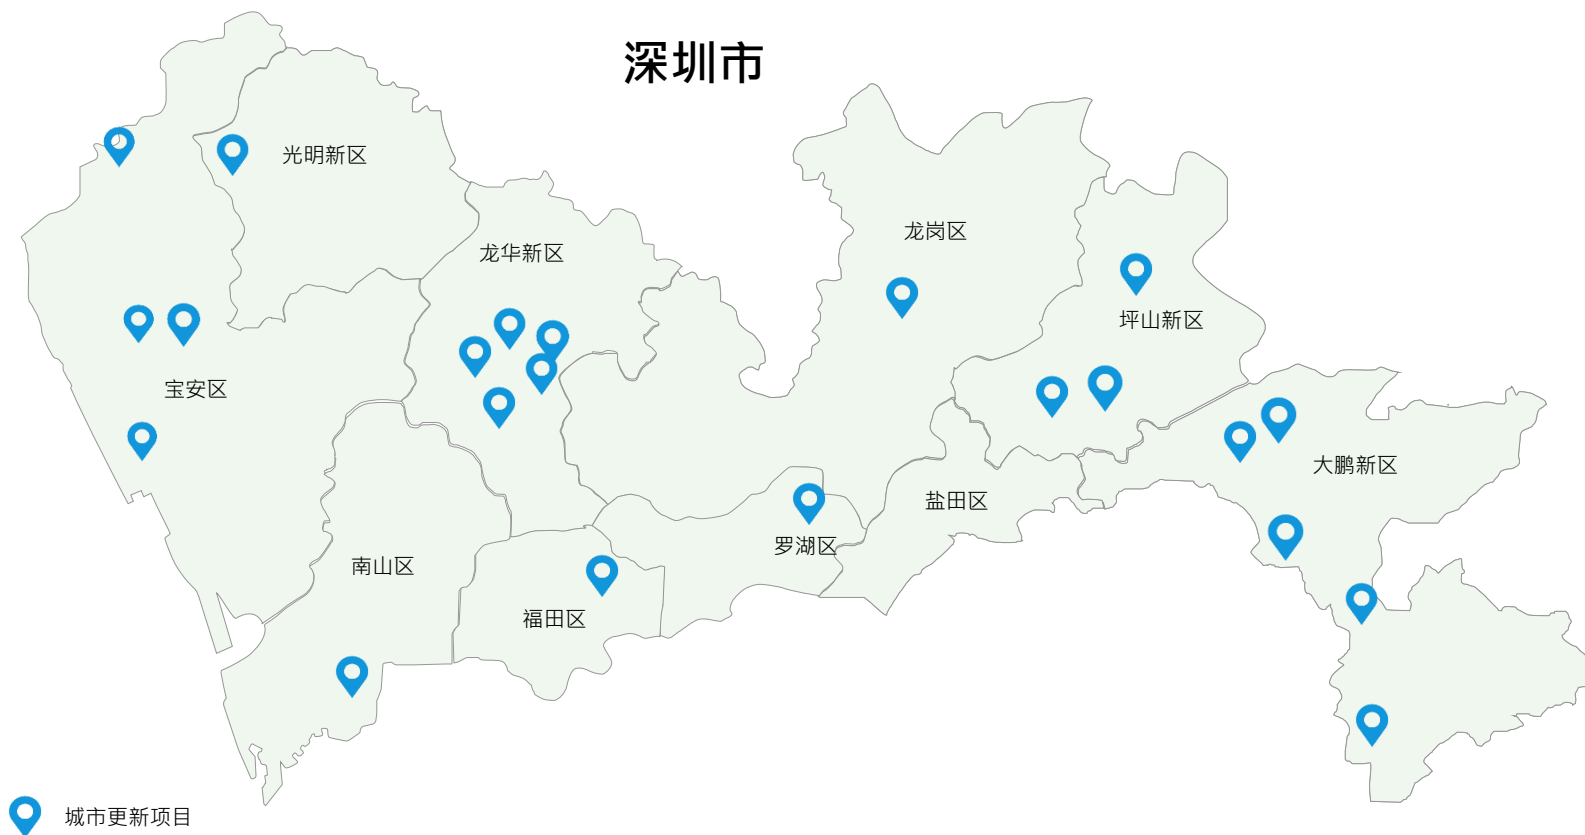 深圳市
光明新区
龙岗区
龙华新区
坪山新区
宝安区
大鹏新区
盐田区
罗湖区
南山区
福田区
城市更新项目